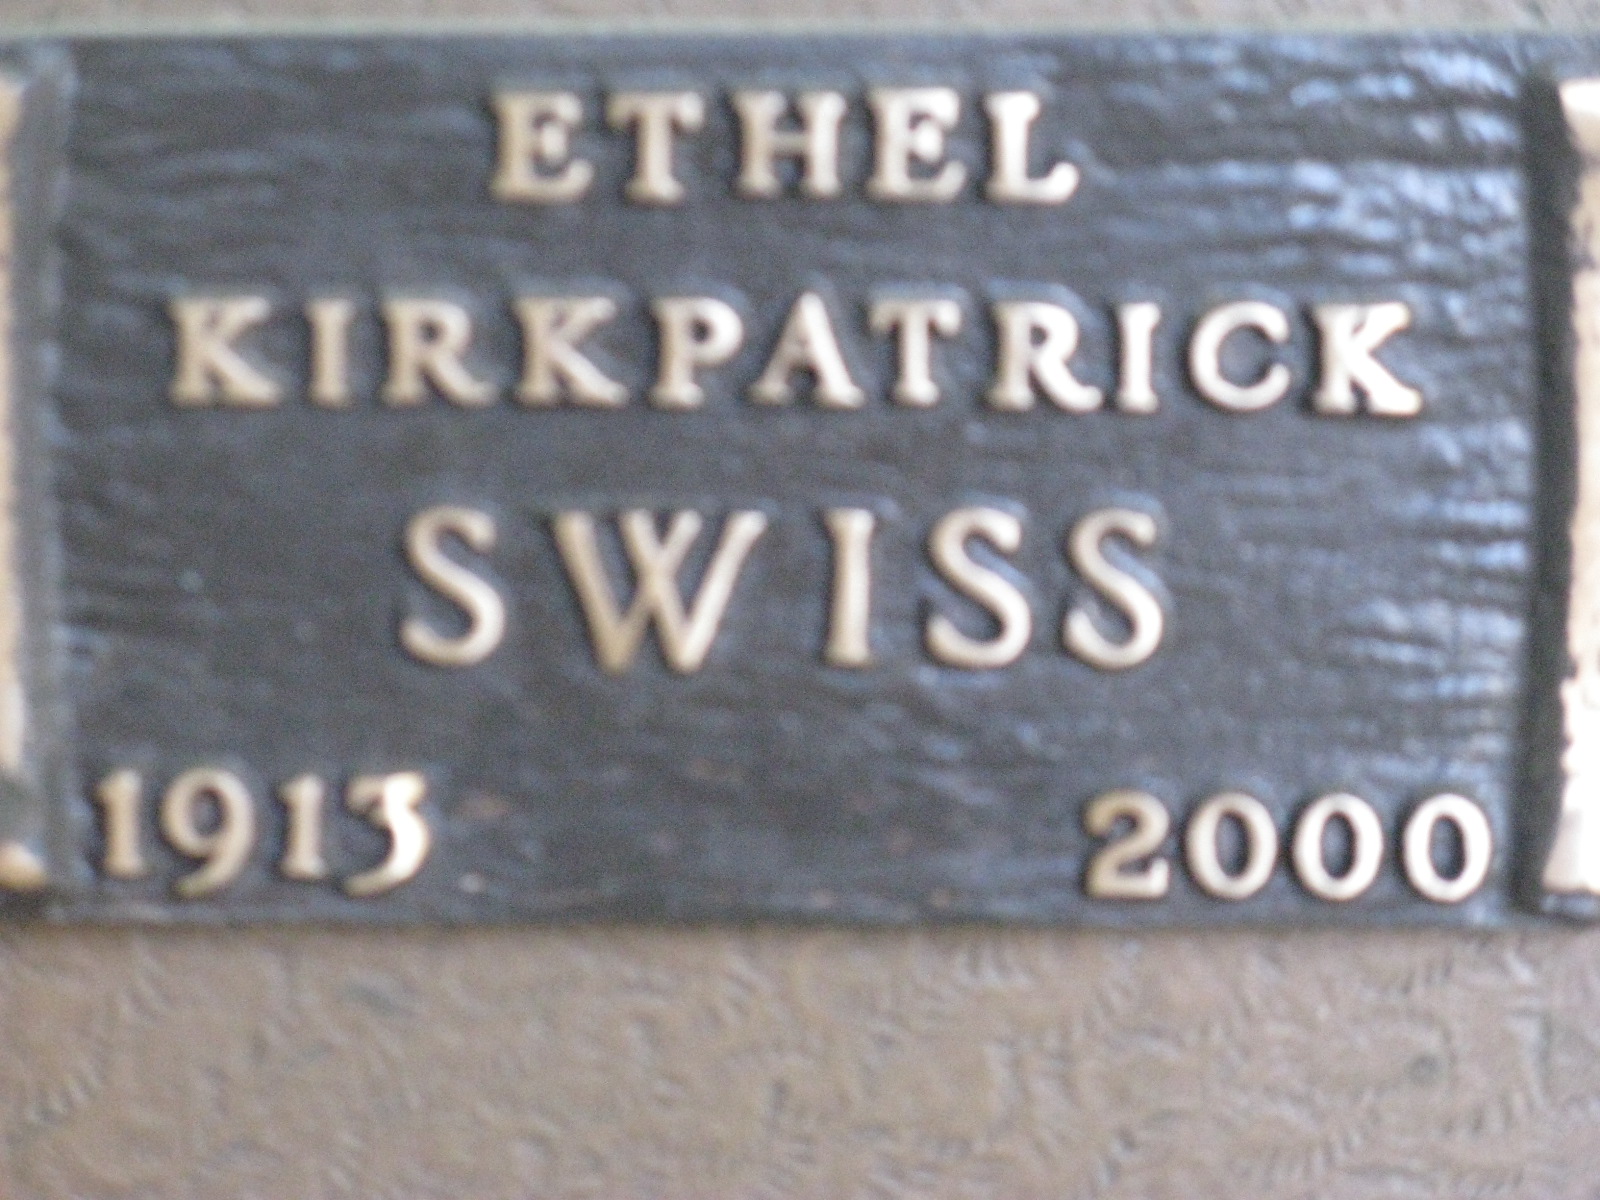 ETHEL
KIRKPATRICK
SWISS
1913 2000